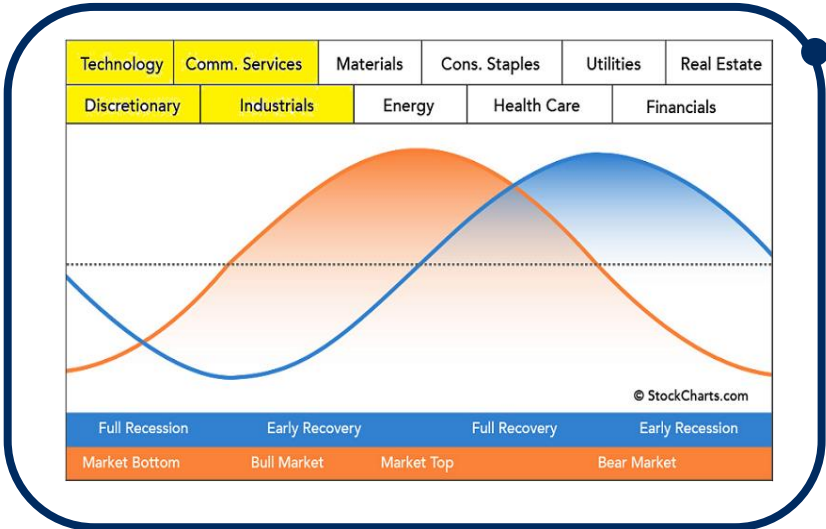 Technology Comm. Services Materials Cons. Staples Utilities Real Estate
Discretionary Industrials Energy Health Care Financials
© StockCharts.com
Full Recession Early Recovery Full Recovery Early Recession
Market Bottom Bull Market Market Top Bear Market